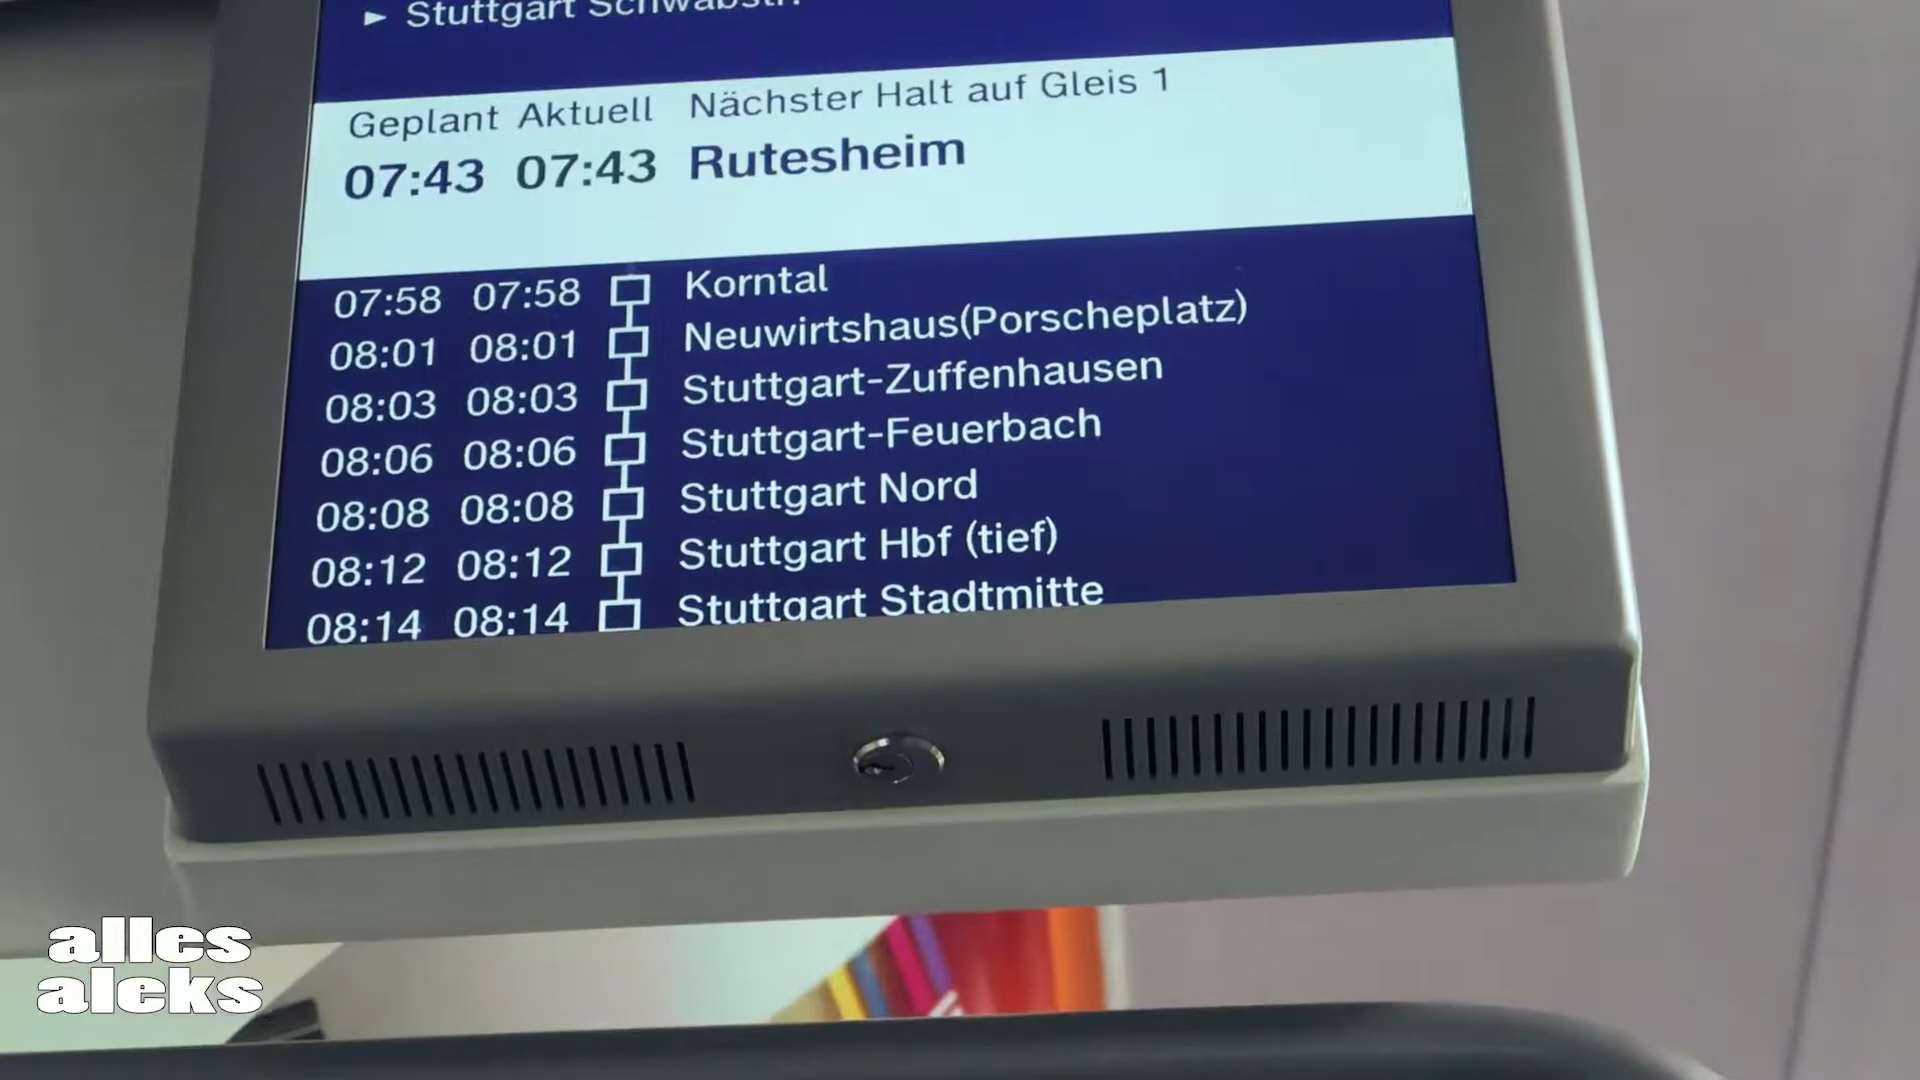 ► Stuttgart Schwabstr.
Geplant Aktuell Nächster Halt auf Gleis 1
07:43 07:43 Rutesheim
07:58 07:58 Korntal
08:01 08:01 Neuwirtshaus(Porscheplatz)
08:03 08:03 Stuttgart-Zuffenhausen
08:06 08:06 Stuttgart-Feuerbach
08:08 08:08 Stuttgart Nord
08:12 08:12 Stuttgart Hbf (tief)
08:14 08:14 Stuttgart Stadtmitte
alles
aleks